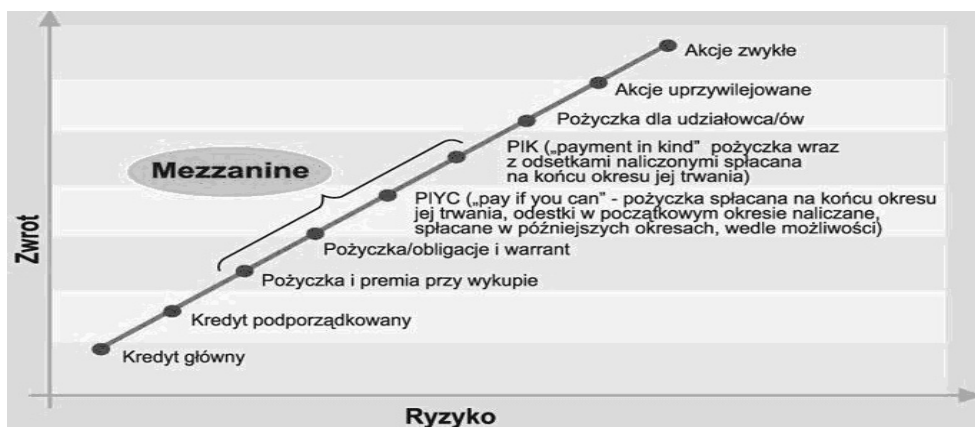 Akcje zwykłe
Akcje uprzywilejowane
Pożyczka dla udziałowca/ów
PIK („payment in kind” pożyczka wraz
z odsetkami naliczonymi spłacana
na końcu okresu jej trwania)
Mezzanine
PIYC („pay if you can” - pożyczka spłacana na końcu okresu
jej trwania, odestki w początkowym okresie naliczane,
spłacane w późniejszych okresach, wedle możliwości)
Pożyczka/obligacje i warrant
Pożyczka i premia przy wykupie
Kredyt podporządkowany
Kredyt główny
Zwrot
Ryzyko